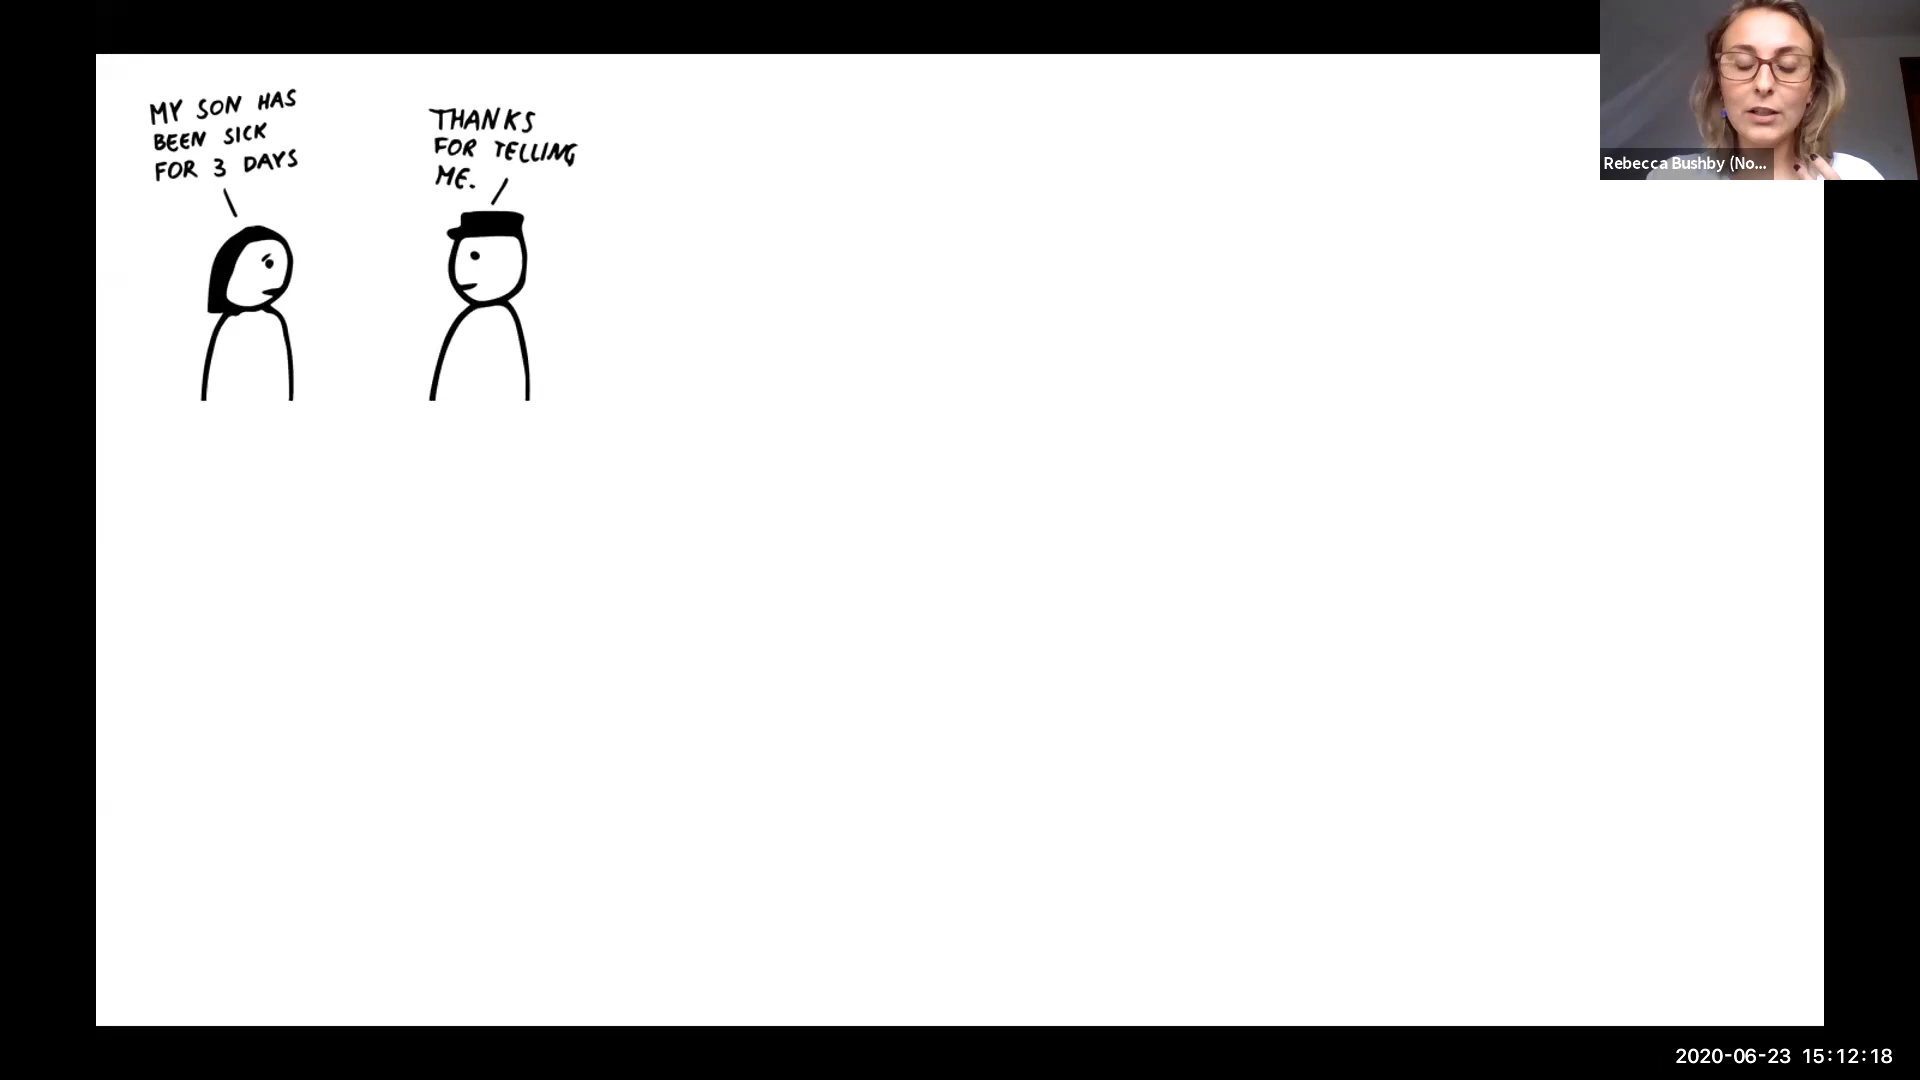 MY SON HAS
BEEN SICK
FOR 3 DAYS
THANKS
FOR TELLING
ME.
Rebecca Bushby (No...
2020-06-23 15:12:18